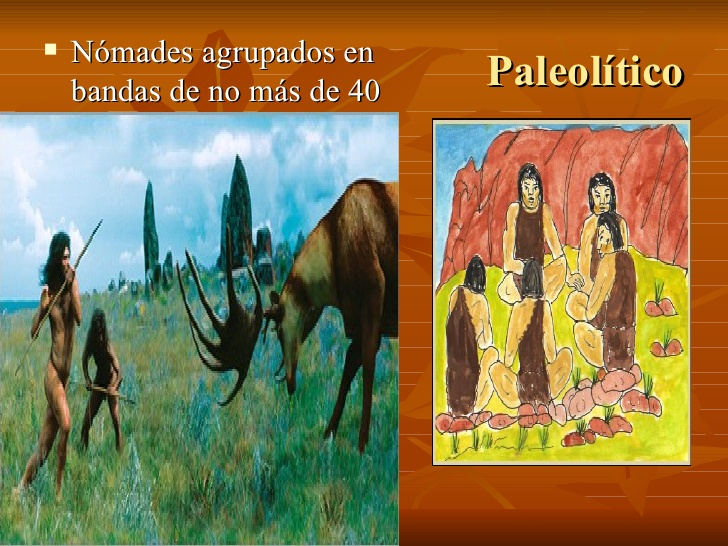 Nómades agrupados en
bandas de no más de 40
Paleolítico